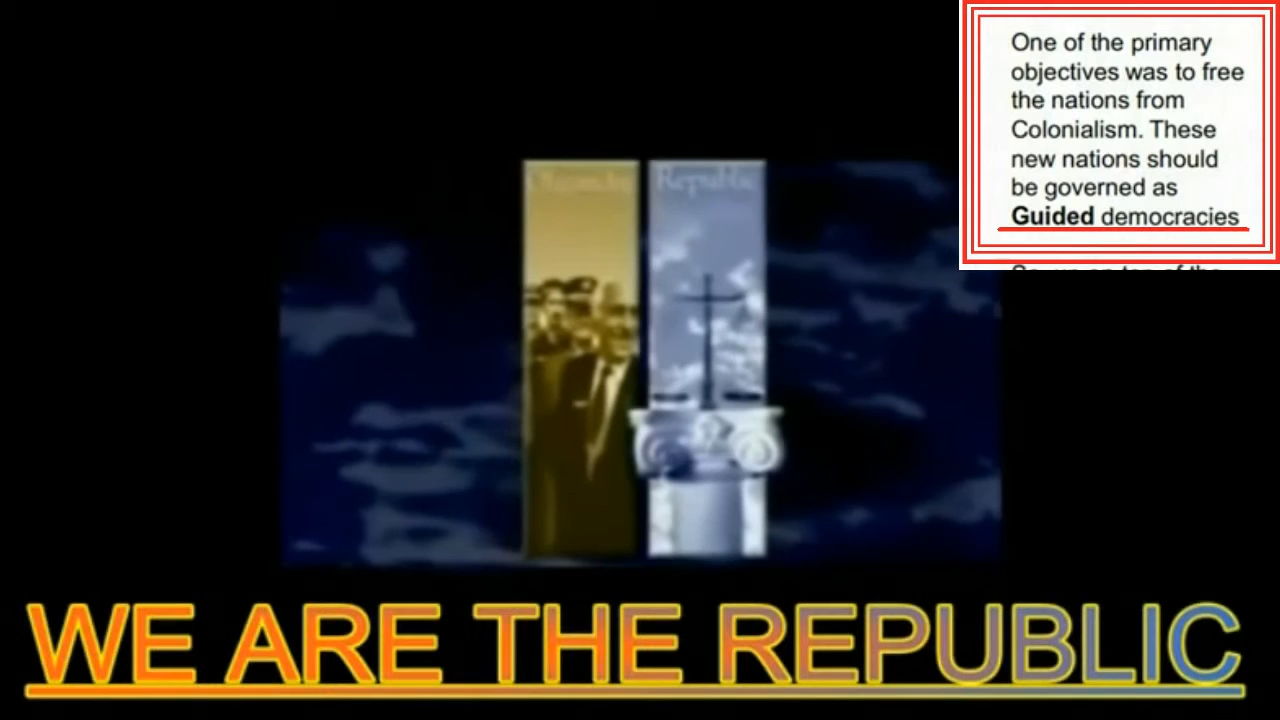 One of the primary
objectives was to free
the nations from
Colonialism. These
new nations should
be governed as
Guided democracies
Republic
WE ARE THE REPUBLIC